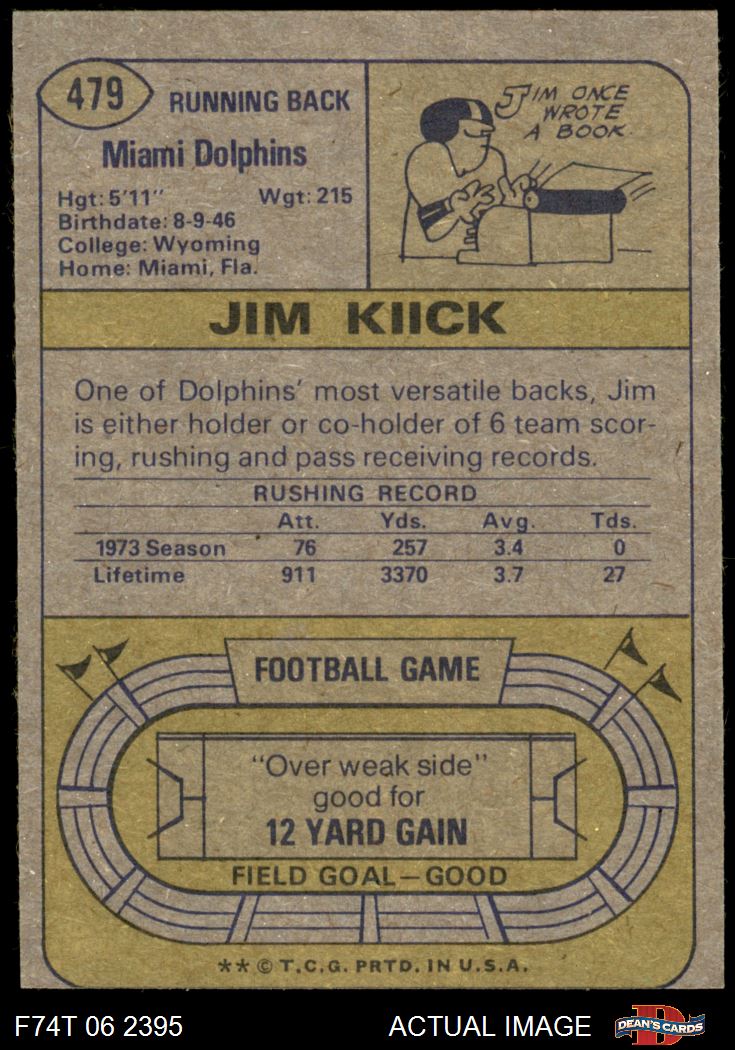 479
RUNNING BACK
Miami Dolphins
Hgt: 5'11" Wgt: 215
Birthdate: 8-9-46
College: Wyoming
Home: Miami, Fla.
JIM ONCE
WROTE
A BOOK.
JIM KIICK
One of Dolphins' most versatile backs, Jim
is either holder or co-holder of 6 team scor-
ing, rushing and pass receiving records.
RUSHING RECORD
Att. Yds. Avg. Tds.
1973 Season 76 257 3.4 0
Lifetime 911 3370 3.7 27
FOOTBALL GAME
"Over weak side"
good for
12 YARD GAIN
FIELD GOAL—GOOD
** © T.C.G. PRTD. IN U.S.A.
F74T 06 2395 ACTUAL IMAGE
D
DEAN'S CARDS